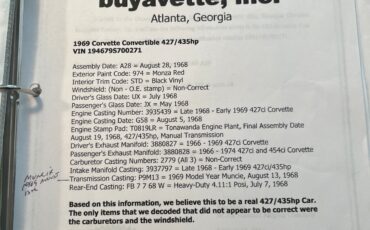 buyavette, inc.
Atlanta, Georgia
1969 Corvette Convertible 427/435hp
VIN 194679S700271
Assembly Date: A28 = August 28, 1968
Exterior Paint Code: 974 = Monza Red
Interior Trim Code: STD = Black Vinyl
Windshield: (Non - O.E. stamp) = Non-Correct
Driver's Glass Date: UX = July 1968
Passenger's Glass Date: JX = May 1968
Engine Casting Number: 3935439 = Late 1968 - Early 1969 427ci Corvette
Engine Casting Date: G58 = August 5, 1968
Engine Stamp Pad: T0819LR = Tonawanda Engine Plant, Final Assembly Date
August 19, 1968, 427/435hp, Manual Transmission
Driver's Exhaust Manifold: 3880827 = 1966 - 1969 427ci Corvette
Passenger's Exhaust Manifold: 3880828 = 1966 - 1974 427ci and 454ci Corvette
Carburetor Casting Numbers: 2779 (All 3) = Non-Correct
Intake Manifold Casting: 3937797 = Late 1968 - Early 1969 427/435hp
Transmission Casting: P9M13 = 1969 Model Year Muncie, August 13, 1968
Rear-End Casting: FB 7 7 68 W = Heavy-Duty 4.11:1 Posi, July 7, 1968
Based on this information, we believe this to be a real 427/435hp Car.
The only items that we decoded that did not appear to be correct were
the carburetors and the windshield.